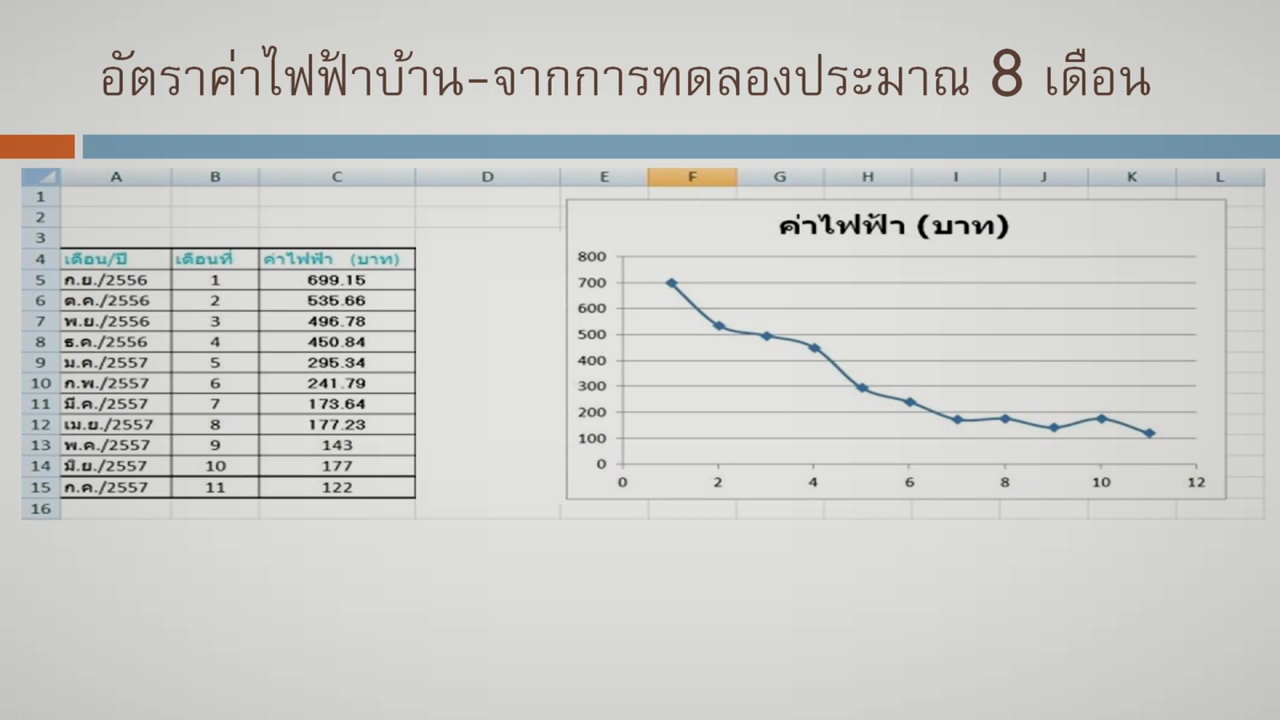 อัตราค่าไฟฟ้าบ้าน-จากการทดลองประมาณ 8 เดือน
A B C D E F G H I J K L
1
2
3
4 เดือน/ปี เดือนที่ ค่าไฟฟ้า (บาท)
5 ก.ย./2556 1 699.15
6 ต.ค./2556 2 535.66
7 พ.ย./2556 3 496.78
8 ธ.ค./2556 4 450.84
9 ม.ค./2557 5 295.34
10 ก.พ./2557 6 241.79
11 มี.ค./2557 7 173.64
12 เม.ย./2557 8 177.23
13 พ.ค./2557 9 143
14 มิ.ย./2557 10 177
15 ก.ค./2557 11 122
16
ค่าไฟฟ้า (บาท)
800
700
600
500
400
300
200
100
0
0 2 4 6 8 10 12